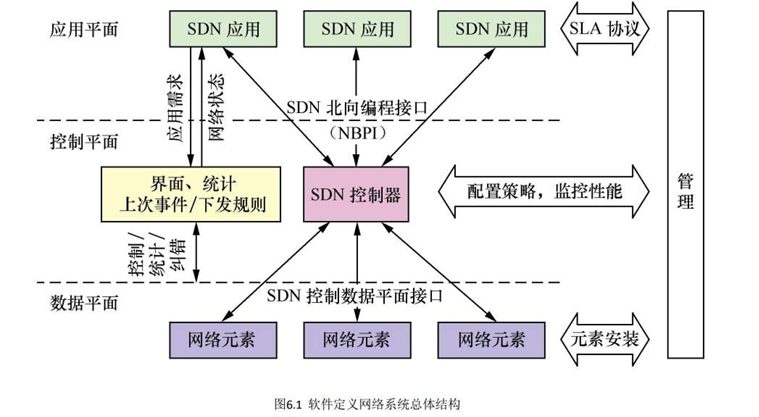 应用平面
SDN 应用
SDN 应用
SDN 应用
SLA 协议
应用需求
网络状态
SDN 北向编程接口
(NBPI)
控制平面
界面、统计
上次事件/下发规则
SDN 控制器
配置策略，监控性能
管理
控制/
统计/
纠错
数据平面
SDN 控制数据平面接口
网络元素
网络元素
网络元素
元素安装
图6.1 软件定义网络系统总体结构